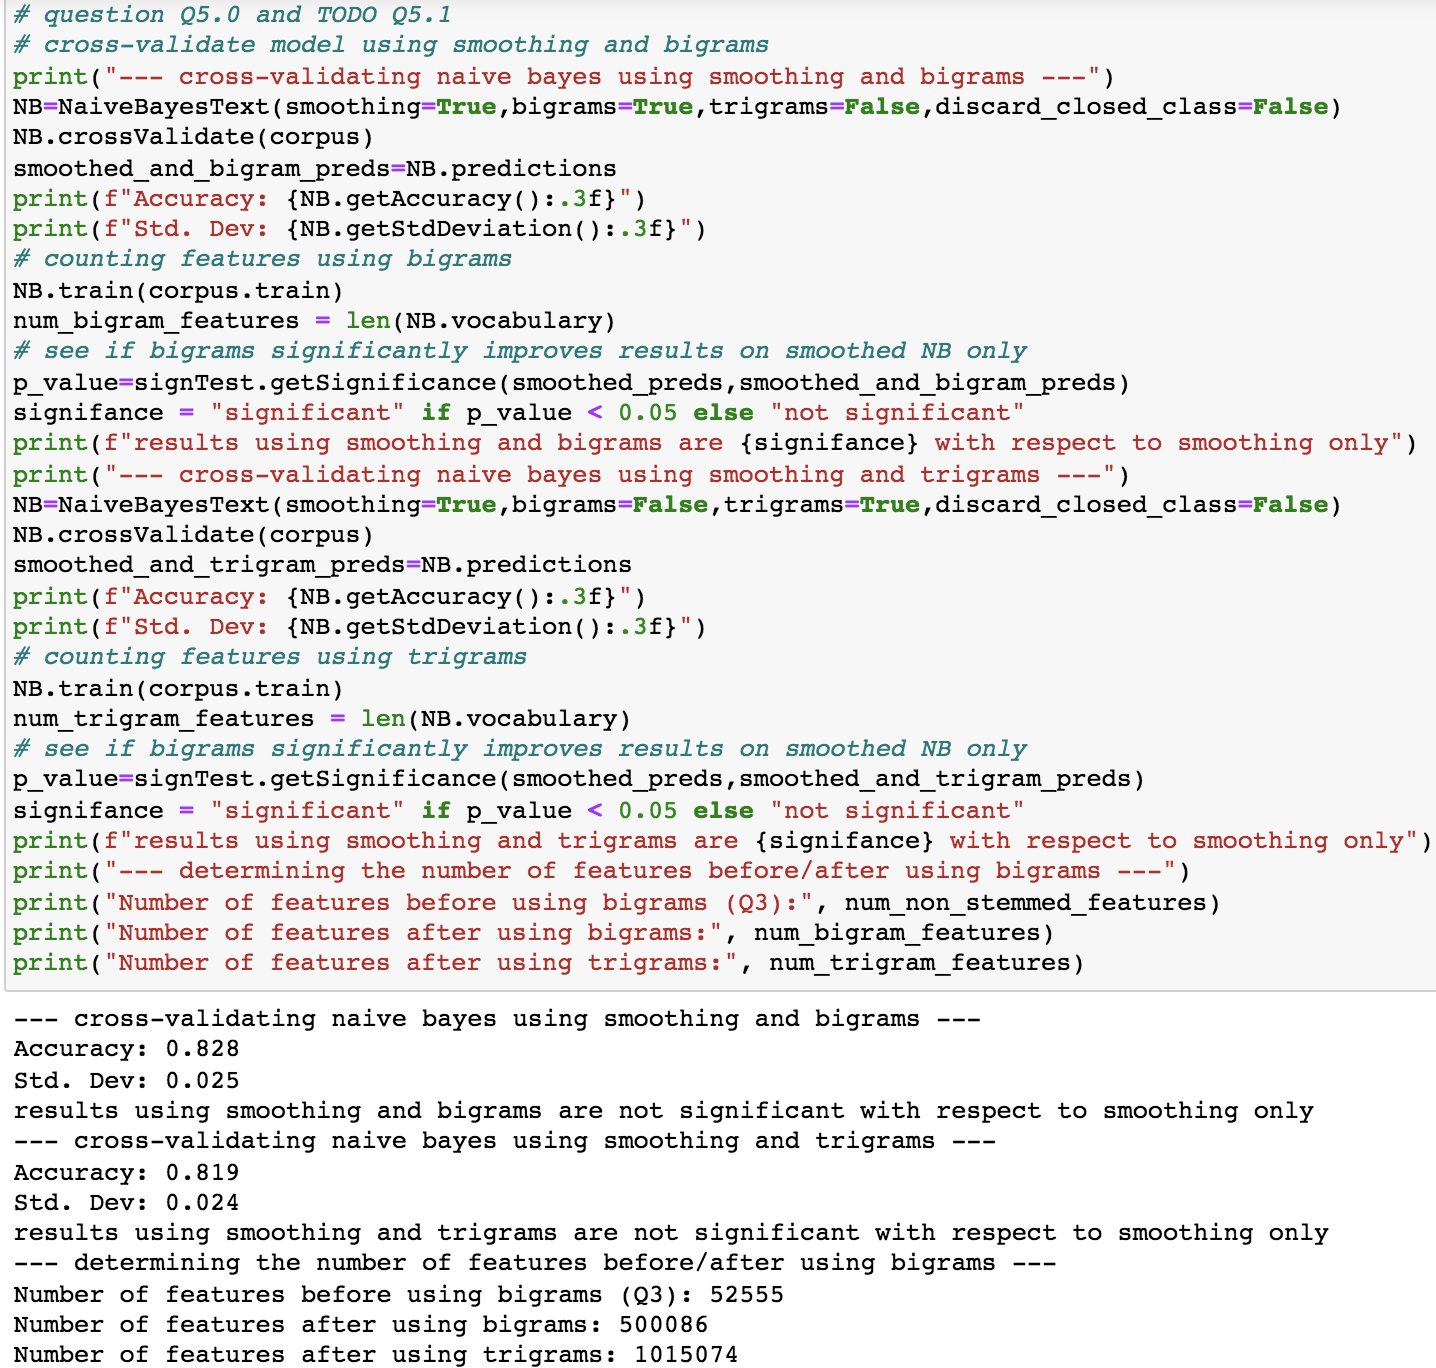 # question Q5.0 and TODO Q5.1
# cross-validate model using smoothing and bigrams
print("--- cross-validating naive bayes using smoothing and bigrams ---")
NB=NaiveBayesText(smoothing=True,bigrams=True,trigrams=False,discard_closed_class=False)
NB.crossValidate(corpus)
smoothed_and_bigram_preds=NB.predictions
print(f"Accuracy: {NB.getAccuracy():.3f}")
print(f"Std. Dev: {NB.getStdDeviation():.3f}")
# counting features using bigrams
NB.train(corpus.train)
num_bigram_features = len(NB.vocabulary)
# see if bigrams significantly improves results on smoothed NB only
p_value=signTest.getSignificance(smoothed_preds,smoothed_and_bigram_preds)
signifance = "significant" if p_value < 0.05 else "not significant"
print(f"results using smoothing and bigrams are {signifance} with respect to smoothing only")
print("--- cross-validating naive bayes using smoothing and trigrams ---")
NB=NaiveBayesText(smoothing=True,bigrams=False,trigrams=True,discard_closed_class=False)
NB.crossValidate(corpus)
smoothed_and_trigram_preds=NB.predictions
print(f"Accuracy: {NB.getAccuracy():.3f}")
print(f"Std. Dev: {NB.getStdDeviation():.3f}")
# counting features using trigrams
NB.train(corpus.train)
num_trigram_features = len(NB.vocabulary)
# see if bigrams significantly improves results on smoothed NB only
p_value=signTest.getSignificance(smoothed_preds,smoothed_and_trigram_preds)
signifance = "significant" if p_value < 0.05 else "not significant"
print(f"results using smoothing and trigrams are {signifance} with respect to smoothing only")
print("--- determining the number of features before/after using bigrams ---")
print("Number of features before using bigrams (Q3):", num_non_stemmed_features)
print("Number of features after using bigrams:", num_bigram_features)
print("Number of features after using trigrams:", num_trigram_features)
--- cross-validating naive bayes using smoothing and bigrams ---
Accuracy: 0.828
Std. Dev: 0.025
results using smoothing and bigrams are not significant with respect to smoothing only
--- cross-validating naive bayes using smoothing and trigrams ---
Accuracy: 0.819
Std. Dev: 0.024
results using smoothing and trigrams are not significant with respect to smoothing only
--- determining the number of features before/after using bigrams ---
Number of features before using bigrams (Q3): 52555
Number of features after using bigrams: 500086
Number of features after using trigrams: 1015074